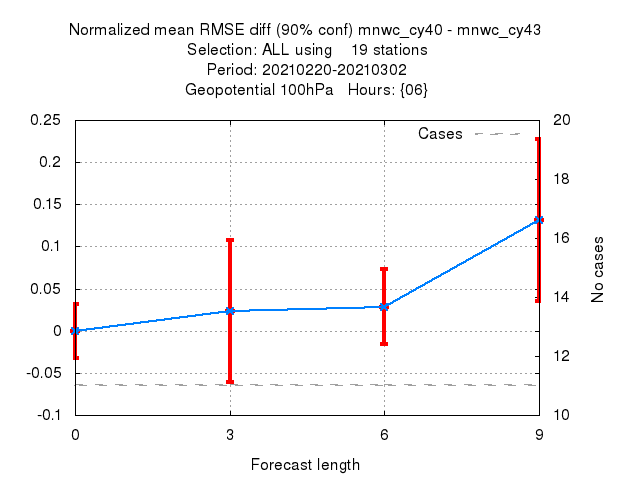 Normalized mean RMSE diff (90% conf) mnwc_cy40 - mnwc_cy43
Selection: ALL using    19 stations
Period: 20210220-20210302
Geopotential 100hPa   Hours: {06}
Cases
0.25
0.2
0.15
0.1
0.05
0
-0.05
-0.1
20
18
16
14
12
10
No cases
0
3
6
9
Forecast length